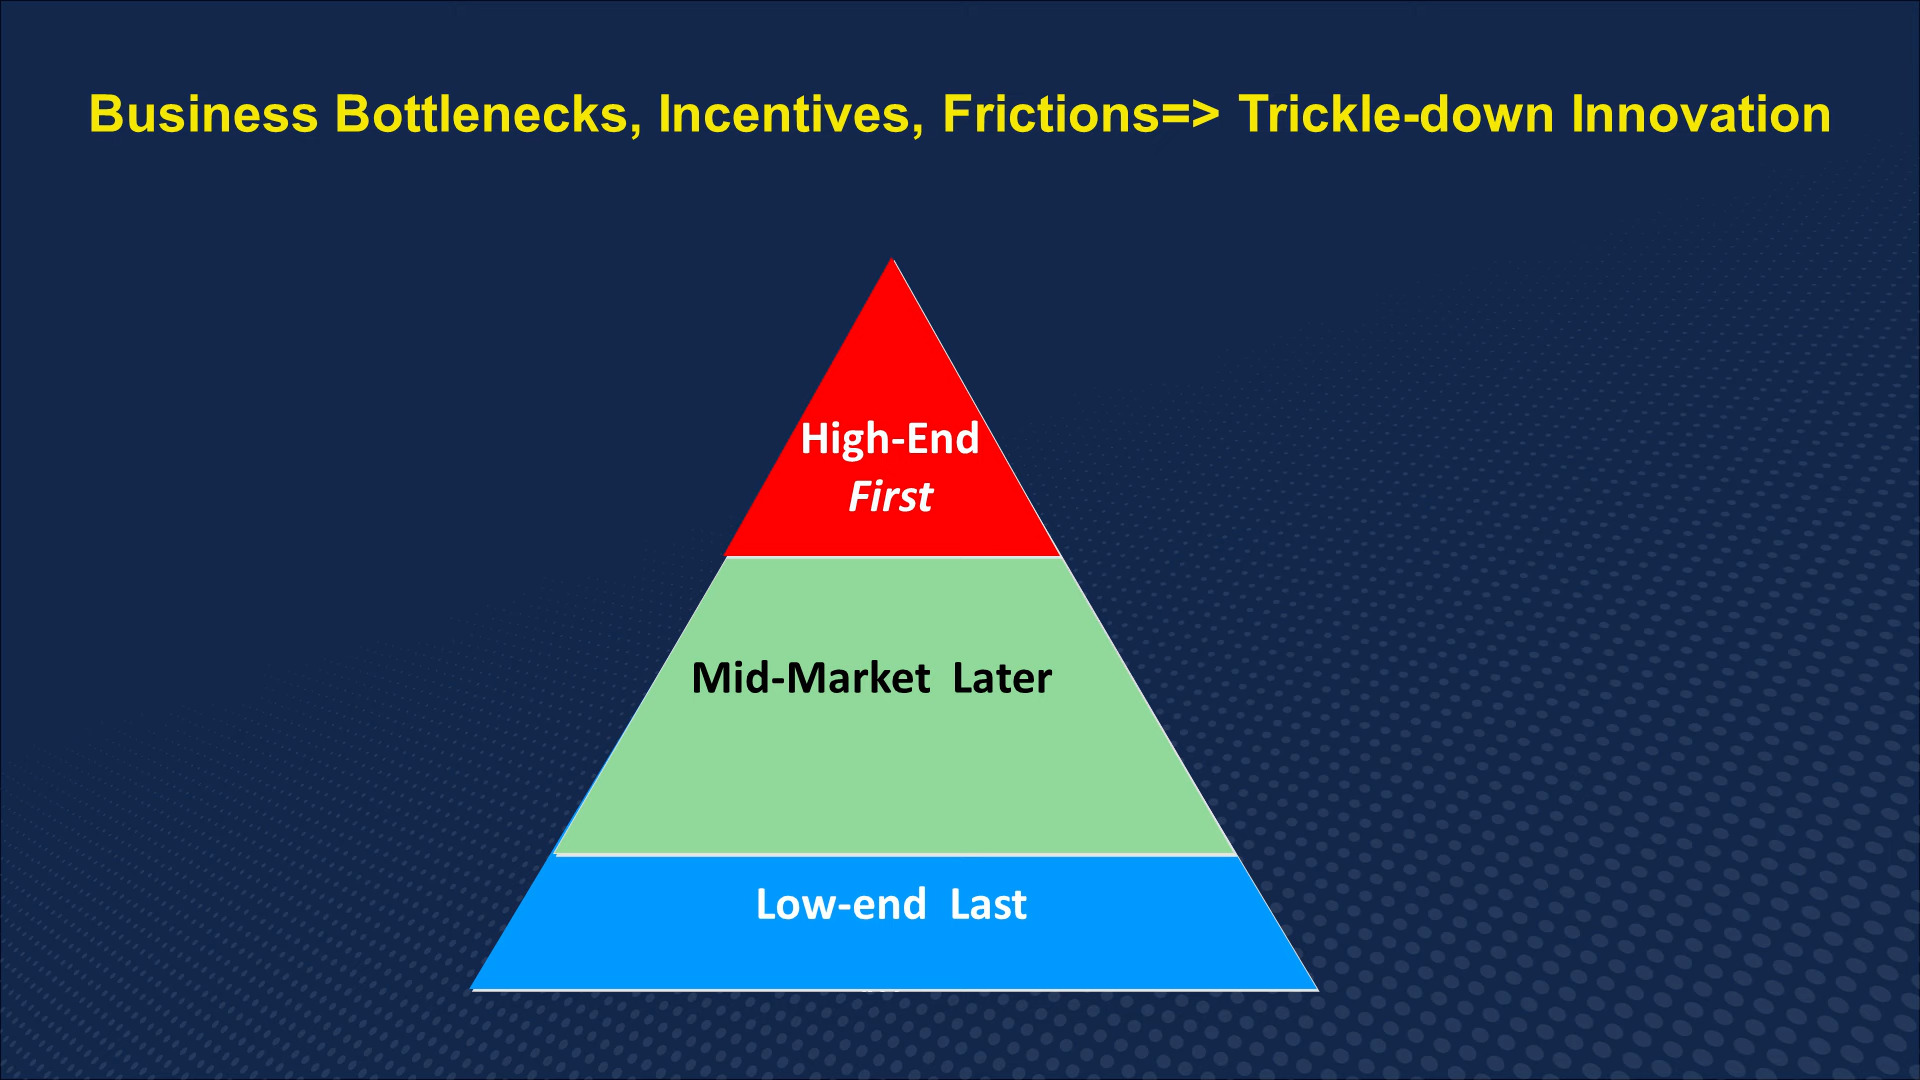 Business Bottlenecks, Incentives, Frictions=> Trickle-down Innovation
High-End
First
Mid-Market Later
Low-end Last